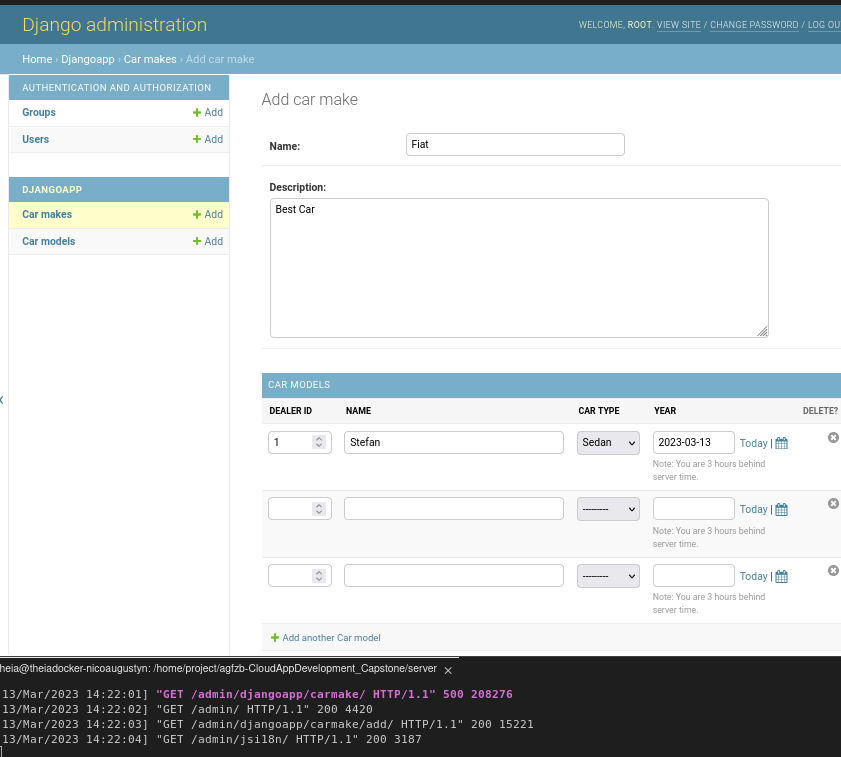 Django administration
WELCOME, ROOT. VIEW SITE / CHANGE PASSWORD / LOG OU
Home › Djangoapp › Car makes › Add car make
AUTHENTICATION AND AUTHORIZATION
Groups + Add
Users + Add
DJANGOAPP
Car makes + Add
Car models + Add
Add car make
Name: Fiat
Description:
Best Car
CAR MODELS
DEALER ID NAME CAR TYPE YEAR DELETE?
1 Stefan Sedan 2023-03-13 Today |
Note: You are 3 hours behind
server time.
--------- Today |
Note: You are 3 hours behind
server time.
--------- Today |
Note: You are 3 hours behind
server time.
+ Add another Car model
heia@theiadocker-nicoaugustyn: /home/project/agfzb-CloudAppDevelopment_Capstone/server ×
13/Mar/2023 14:22:01] "GET /admin/djangoapp/carmake/ HTTP/1.1" 500 208276
13/Mar/2023 14:22:02] "GET /admin/ HTTP/1.1" 200 4420
13/Mar/2023 14:22:03] "GET /admin/djangoapp/carmake/add/ HTTP/1.1" 200 15221
13/Mar/2023 14:22:04] "GET /admin/jsi18n/ HTTP/1.1" 200 3187